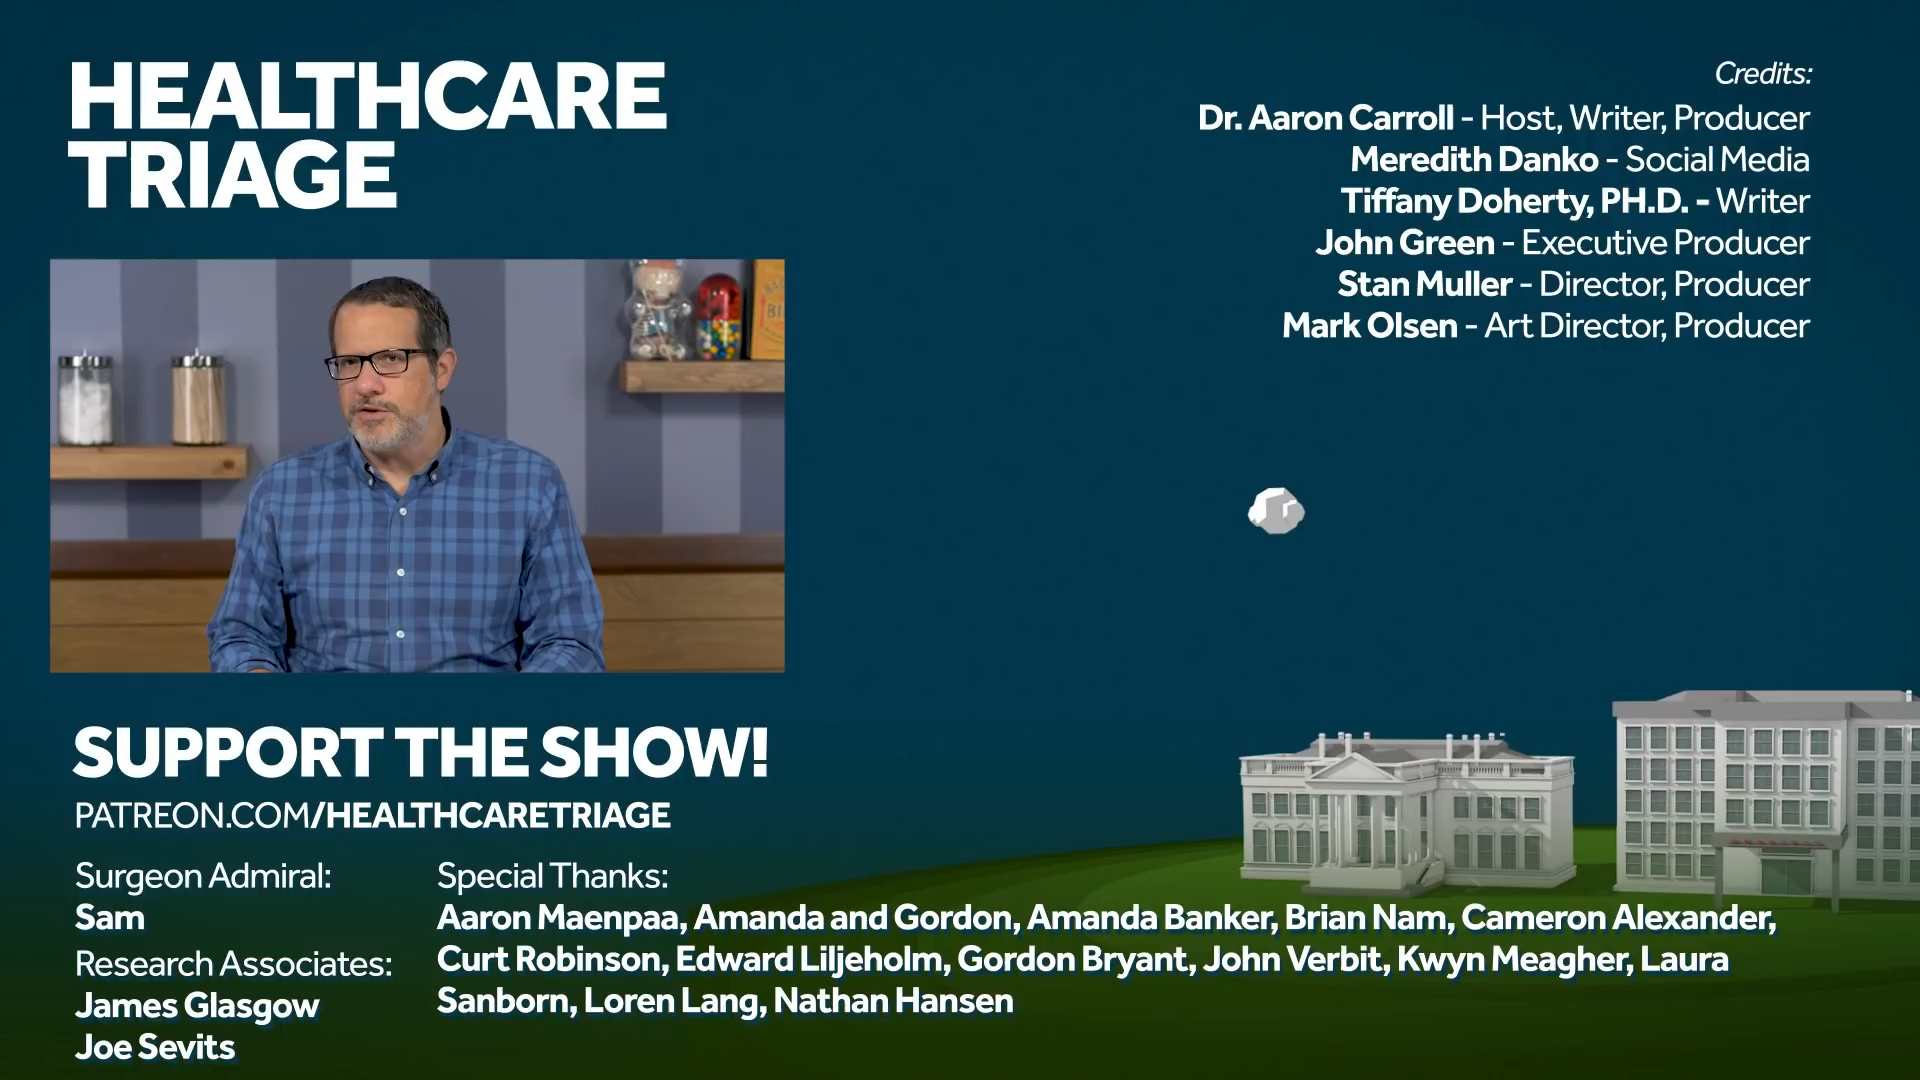 HEALTHCARE
TRIAGE
Credits:
Dr. Aaron Carroll - Host, Writer, Producer
Meredith Danko - Social Media
Tiffany Doherty, PH.D. - Writer
John Green - Executive Producer
Stan Muller - Director, Producer
Mark Olsen - Art Director, Producer
SUPPORT THE SHOW!
PATREON.COM/HEALTHCARETRIAGE
Surgeon Admiral:
Sam
Research Associates:
James Glasgow
Joe Sevits
Special Thanks:
Aaron Maenpaa, Amanda and Gordon, Amanda Banker, Brian Nam, Cameron Alexander,
Curt Robinson, Edward Liljeholm, Gordon Bryant, John Verbit, Kwyn Meagher, Laura
Sanborn, Loren Lang, Nathan Hansen